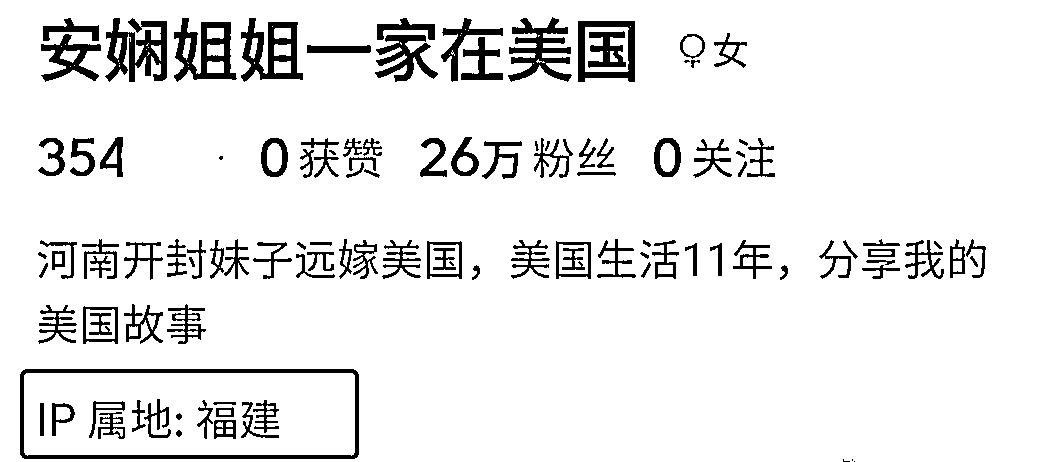 安娴姐姐一家在美国 ♀女
354 · 0获赞 26万粉丝 0关注
河南开封妹子远嫁美国，美国生活11年，分享我的
美国故事
IP 属地: 福建